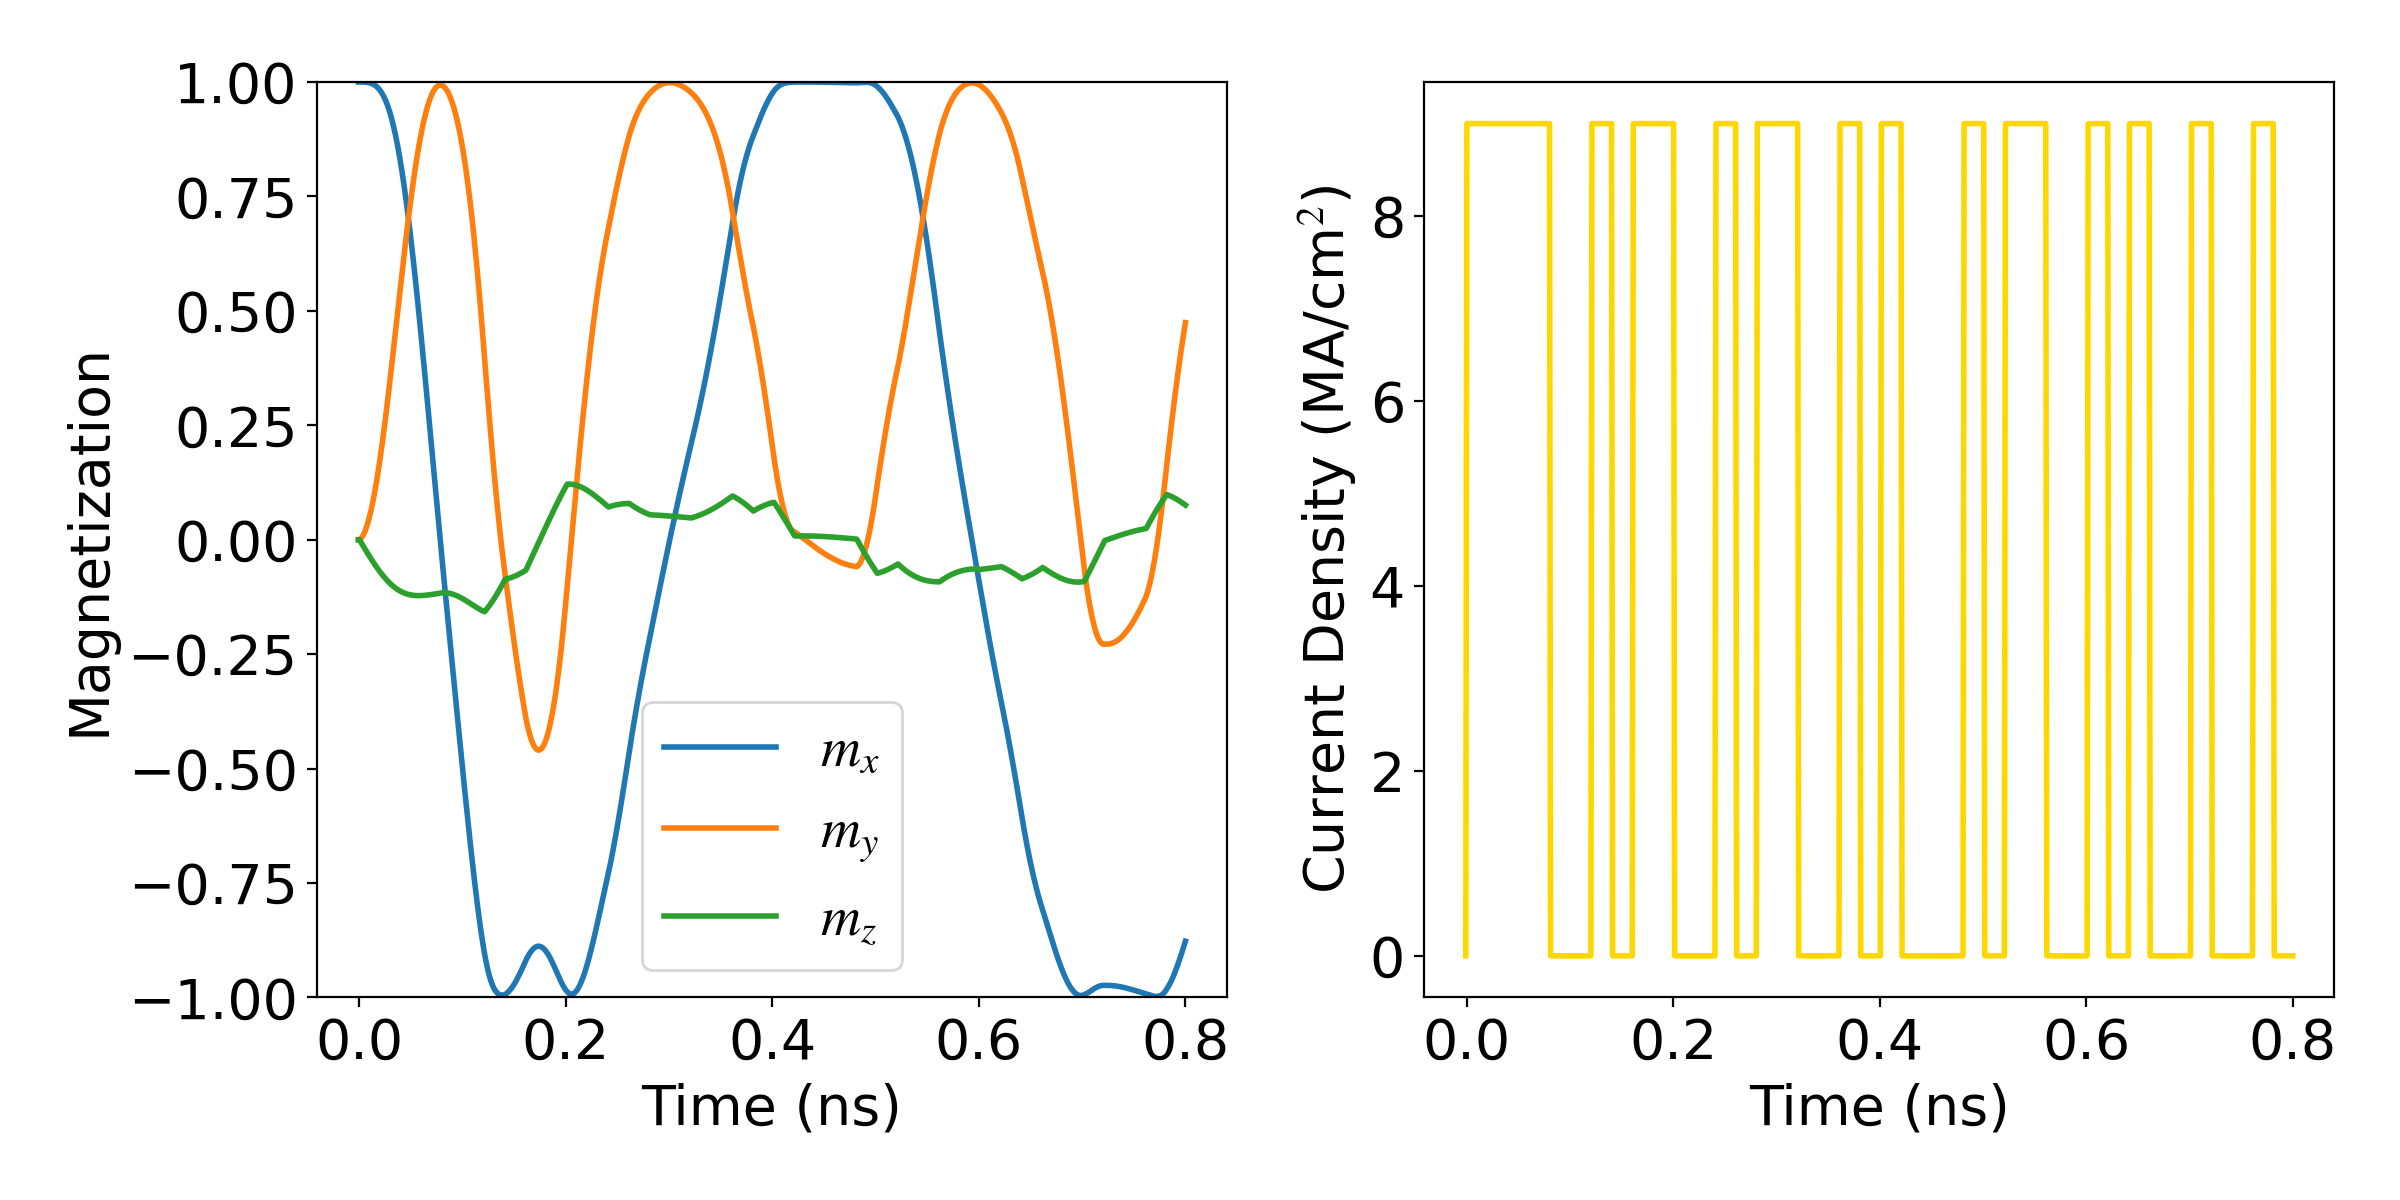 Magnetization
1.00
0.75
0.50
0.25
0.00
−0.25
−0.50
−0.75
−1.00
0.0 0.2 0.4 0.6 0.8
Time (ns)
m_x
m_y
m_z
Current Density (MA/cm²)
8
6
4
2
0
0.0 0.2 0.4 0.6 0.8
Time (ns)